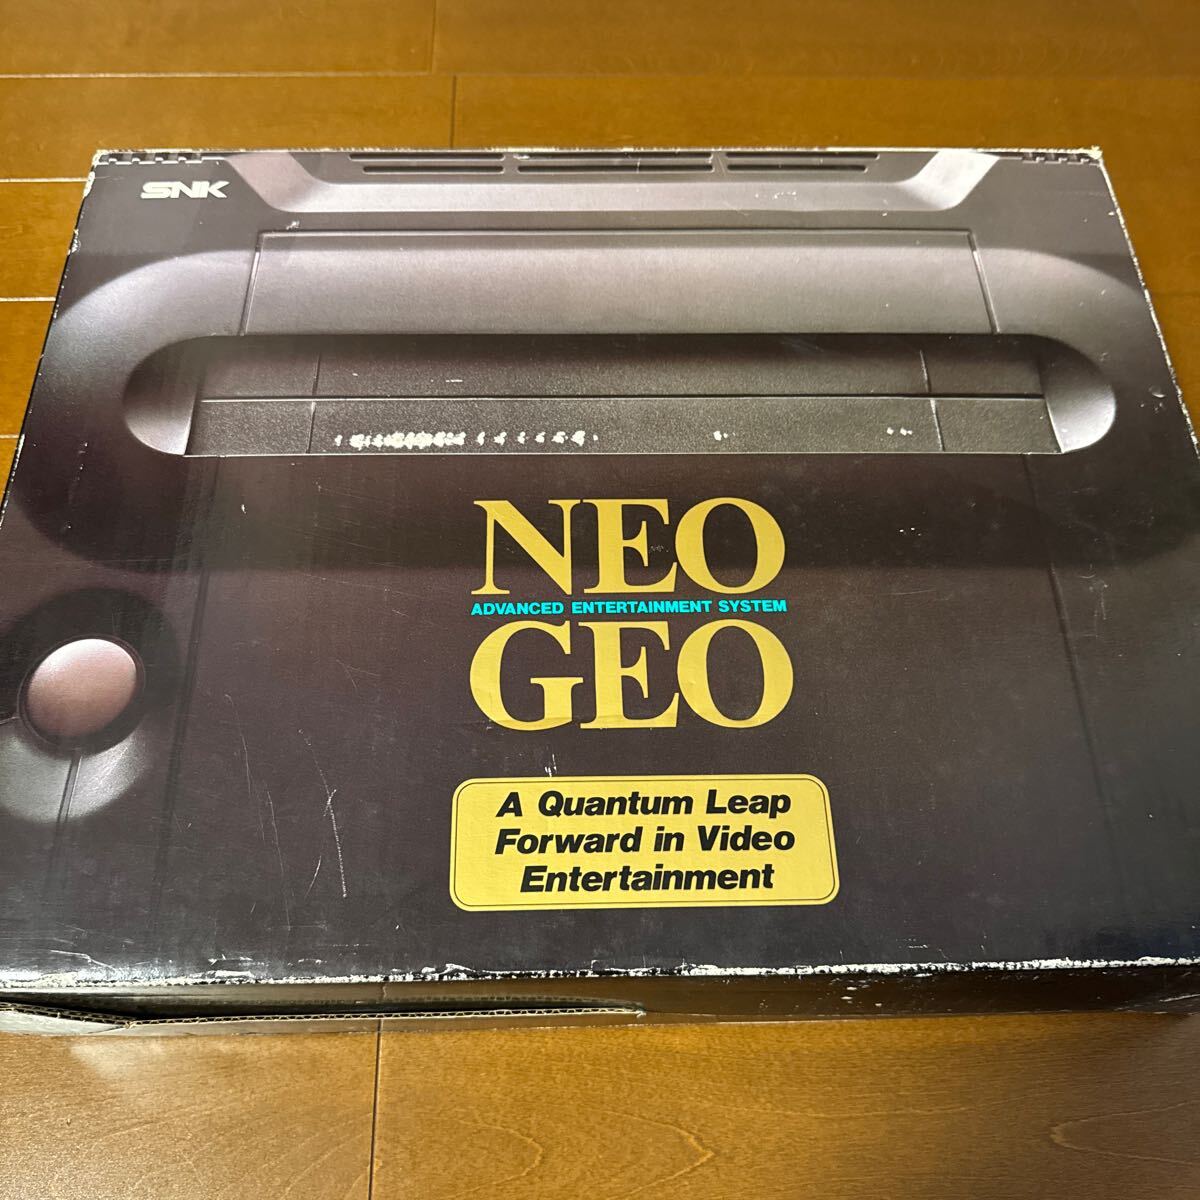 SNK
NEO
ADVANCED ENTERTAINMENT SYSTEM
GEO
A Quantum Leap
Forward in Video
Entertainment